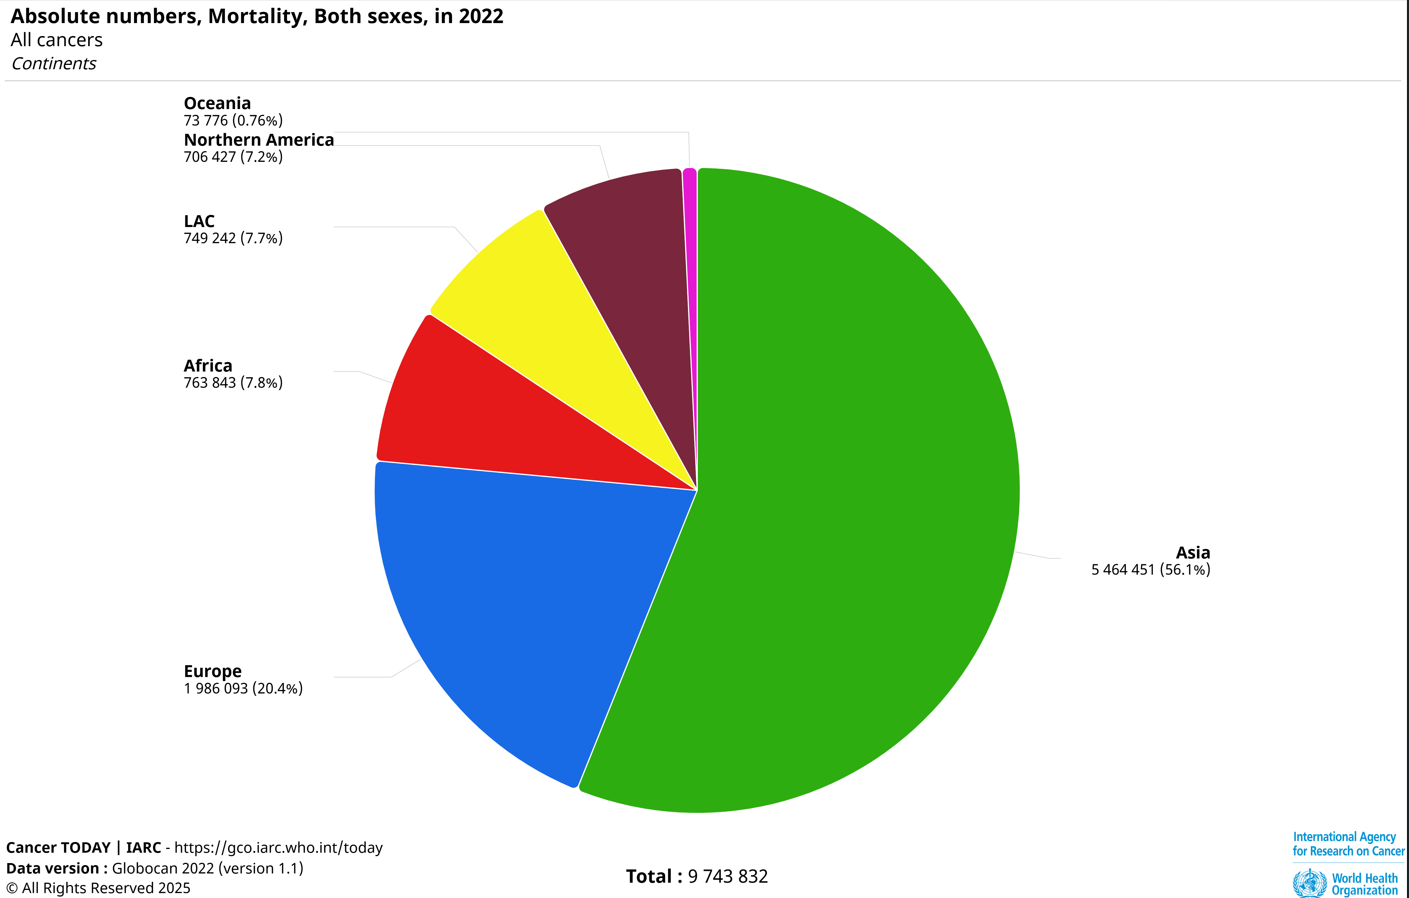 Absolute numbers, Mortality, Both sexes, in 2022
All cancers
Continents
Oceania
73 776 (0.76%)
Northern America
706 427 (7.2%)
LAC
749 242 (7.7%)
Africa
763 843 (7.8%)
Asia
5 464 451 (56.1%)
Europe
1 986 093 (20.4%)
Cancer TODAY | IARC - https://gco.iarc.who.int/today
Data version : Globocan 2022 (version 1.1)
© All Rights Reserved 2025
Total : 9 743 832
International Agency
for Research on Cancer
World Health
Organization